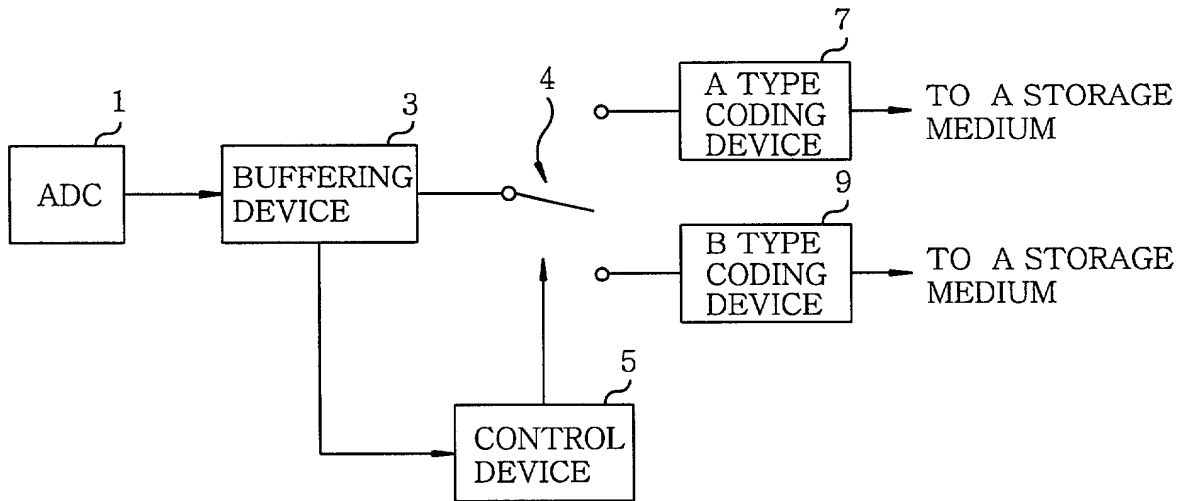 1
ADC
3
BUFFERING
DEVICE
4
7
A TYPE
CODING
DEVICE
TO A STORAGE
MEDIUM
9
B TYPE
CODING
DEVICE
TO A STORAGE
MEDIUM
5
CONTROL
DEVICE